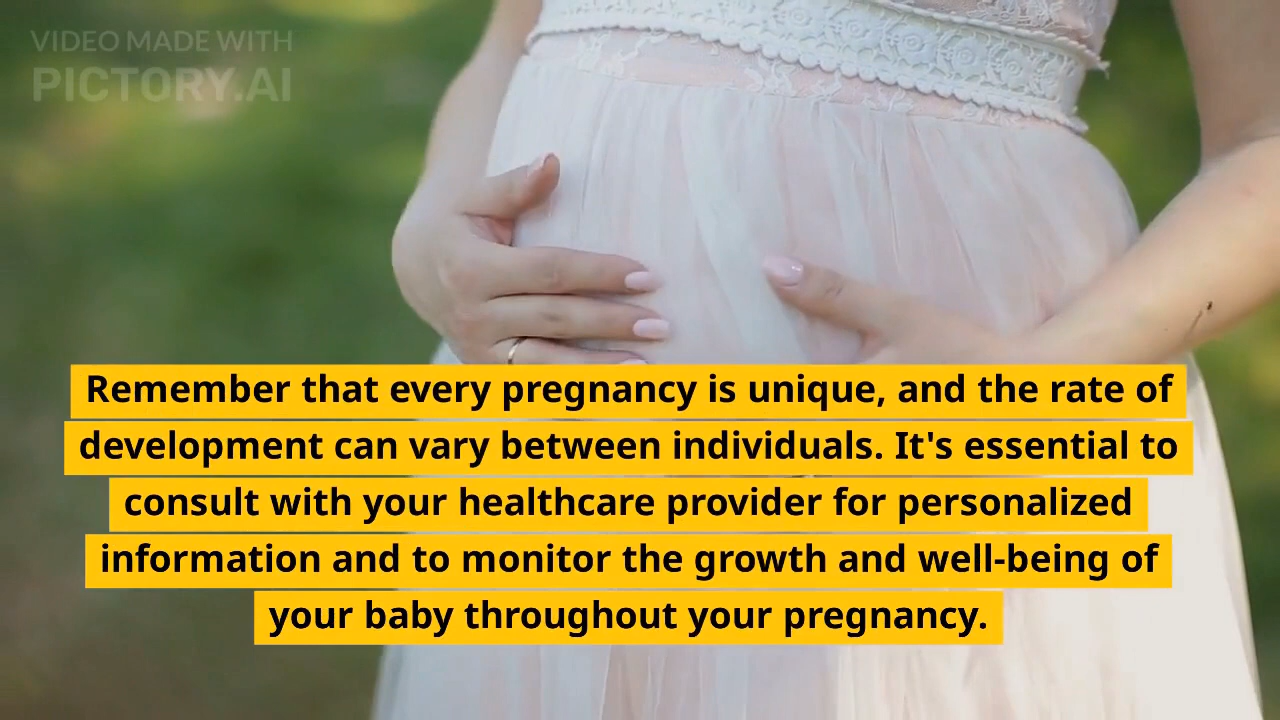 VIDEO MADE WITH
PICTORY.AI
Remember that every pregnancy is unique, and the rate of
development can vary between individuals. It's essential to
consult with your healthcare provider for personalized
information and to monitor the growth and well-being of
your baby throughout your pregnancy.